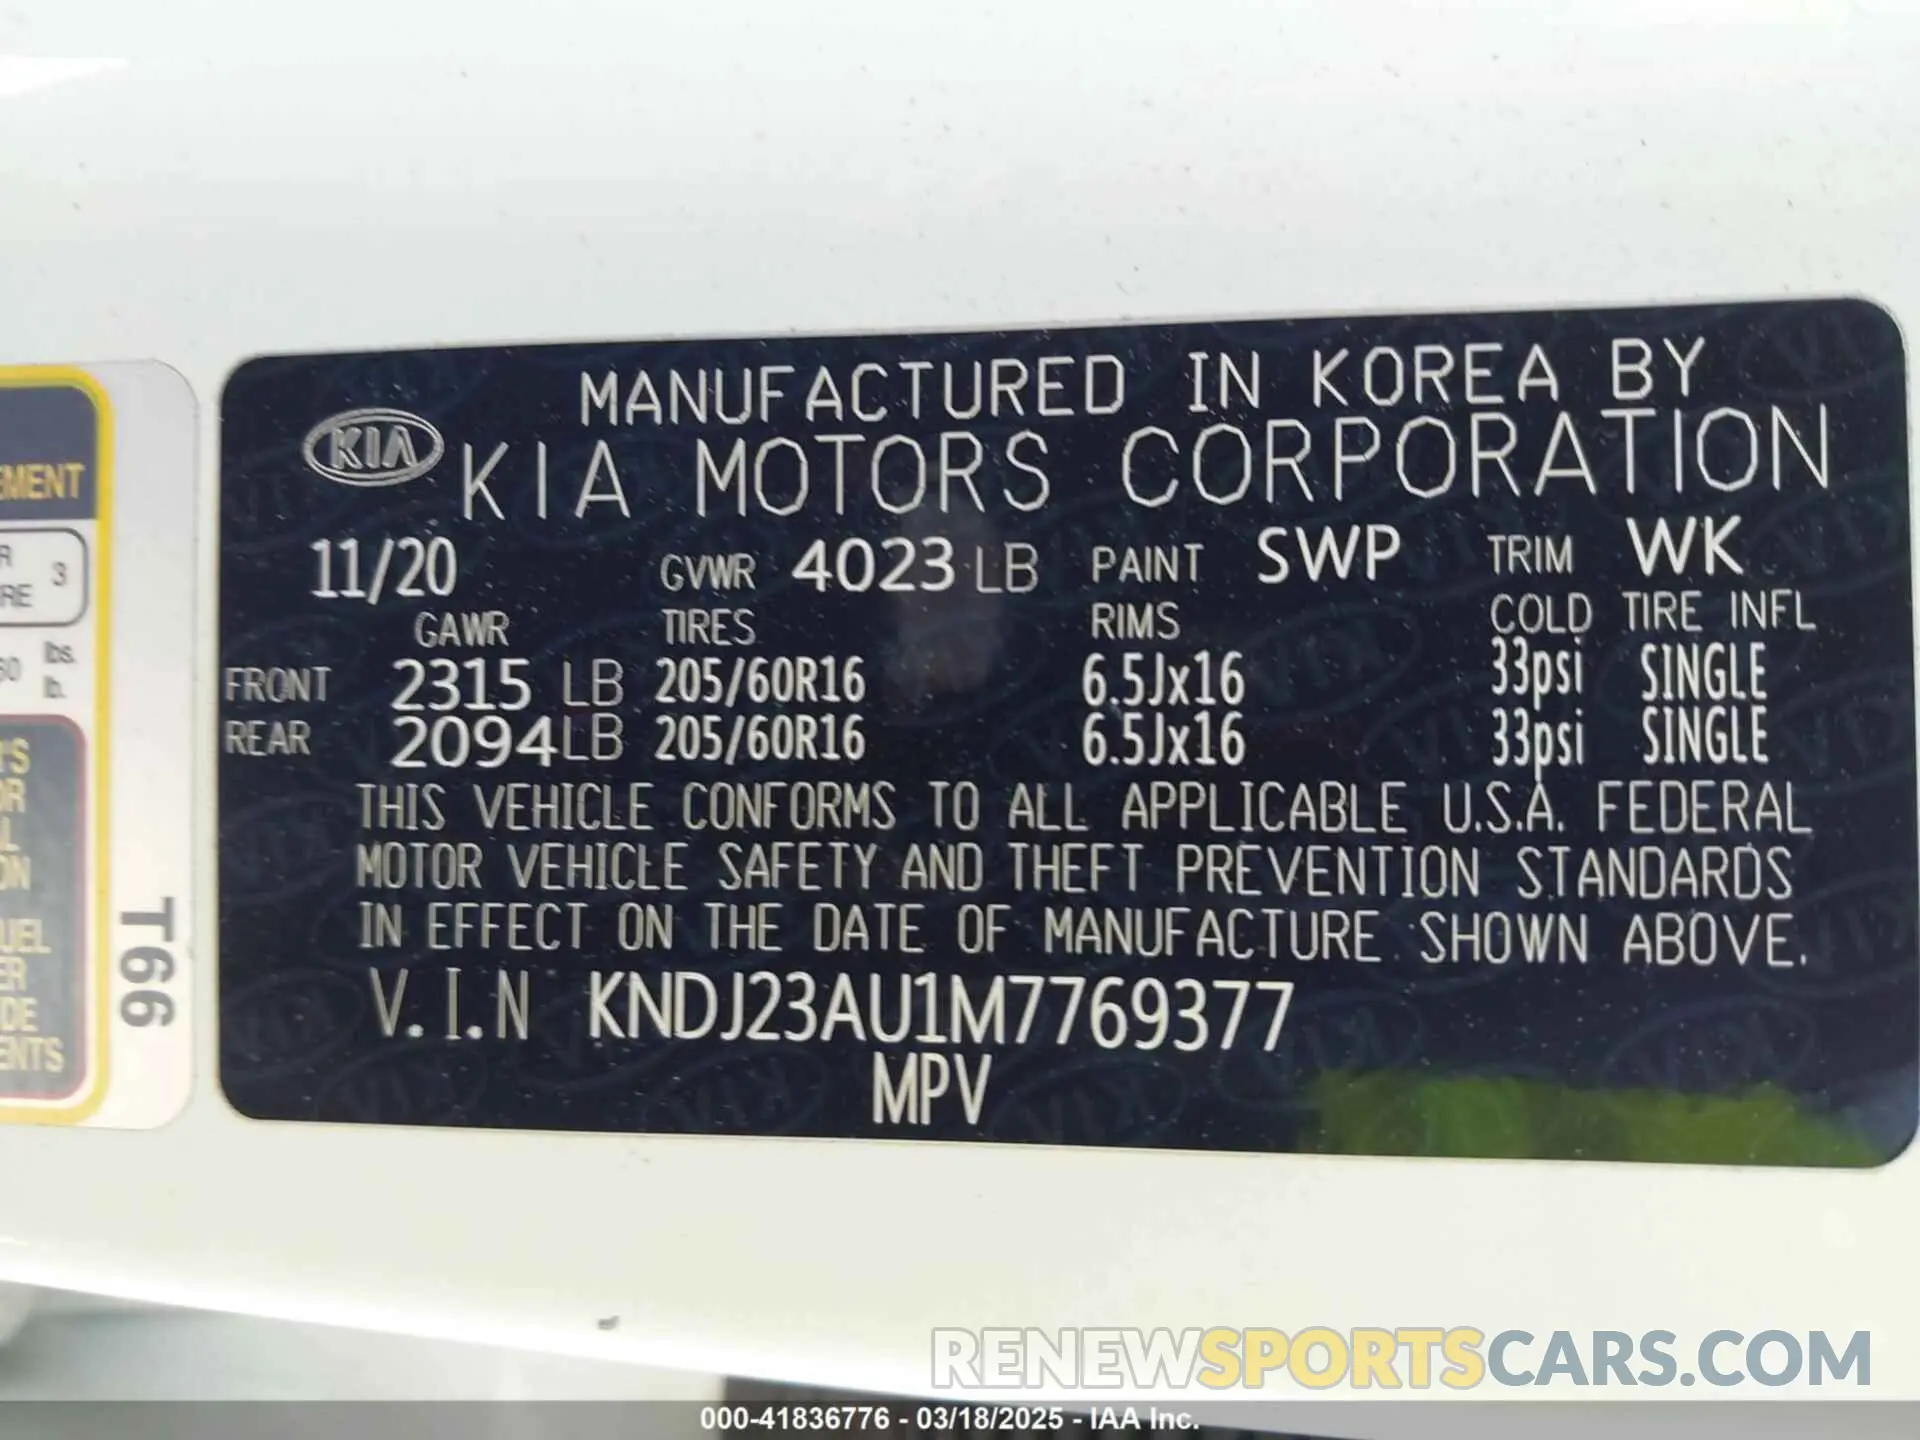 MANUFACTURED IN KOREA BY
KIA KIA MOTORS CORPORATION
11/20 GVWR 4023 LB PAINT SWP TRIM WK
GAWR TIRES RIMS COLD TIRE INFL
FRONT 2315 LB 205/60R16 6.5Jx16 33psi SINGLE
REAR 2094 LB 205/60R16 6.5Jx16 33psi SINGLE
THIS VEHICLE CONFORMS TO ALL APPLICABLE U.S.A. FEDERAL
MOTOR VEHICLE SAFETY AND THEFT PREVENTION STANDARDS
IN EFFECT ON THE DATE OF MANUFACTURE SHOWN ABOVE.
V.I.N KNDJ23AU1M7769377
MPV
3
lbs.
lb.
T66
RENEWSPORTSCARS.COM
000-41836776 - 03/18/2025 - IAA Inc.